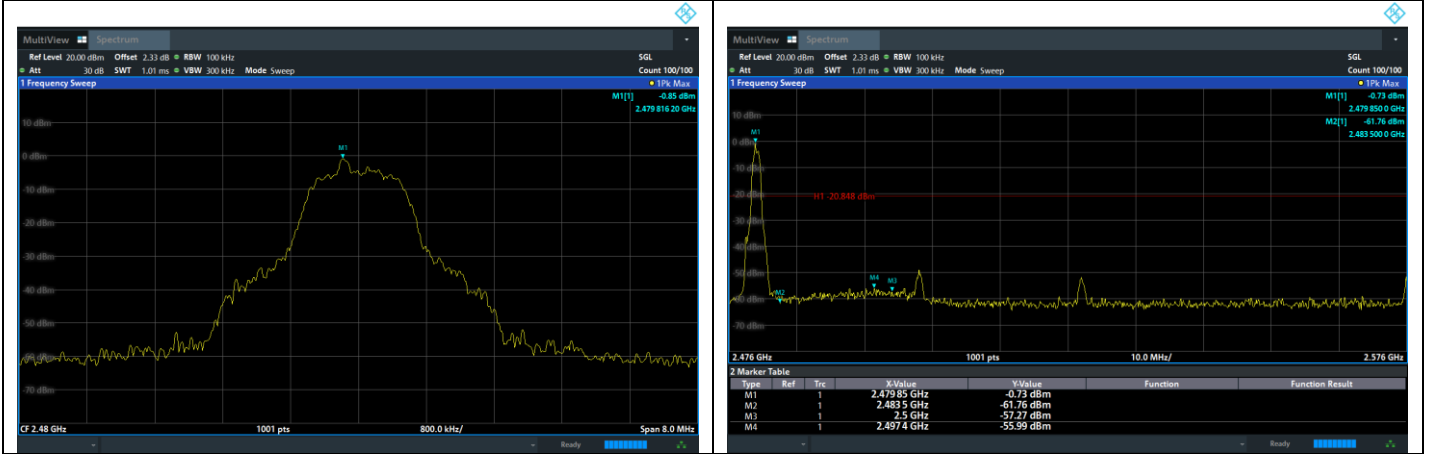 MultiView Spectrum
Ref Level 20.00 dBm Offset 2.33 dB RBW 100 kHz SGL
Att 30 dB SWT 1.01 ms VBW 300 kHz Mode Sweep Count 100/100
1 Frequency Sweep 1Pk Max
M1[1] -0.85 dBm
2.479 816 20 GHz
10 dBm
M1
0 dBm
-10 dBm
-20 dBm
-30 dBm
-40 dBm
-50 dBm
-70 dBm
CF 2.48 GHz 1001 pts 800.0 kHz/ Span 8.0 MHz
Ready
MultiView Spectrum
Ref Level 20.00 dBm Offset 2.33 dB RBW 100 kHz SGL
Att 30 dB SWT 1.01 ms VBW 300 kHz Mode Sweep Count 100/100
1 Frequency Sweep 1Pk Max
M1[1] -0.73 dBm
2.479 850 0 GHz
M2[1] -61.76 dBm
2.483 500 0 GHz
10 dBm
M1
0 dBm
-10 dBm
-20 dBm
H1 -20.848 dBm
-30 dBm
-40 dBm
-50 dBm
M4 M3
M2
-60 dBm
-70 dBm
2.476 GHz 1001 pts 10.0 MHz/ 2.576 GHz
2 Marker Table
Type Ref Trc X-Value Y-Value Function Function Result
M1 1 2.479 85 GHz -0.73 dBm
M2 1 2.483 5 GHz -61.76 dBm
M3 1 2.5 GHz -57.27 dBm
M4 1 2.497 4 GHz -55.99 dBm
Ready